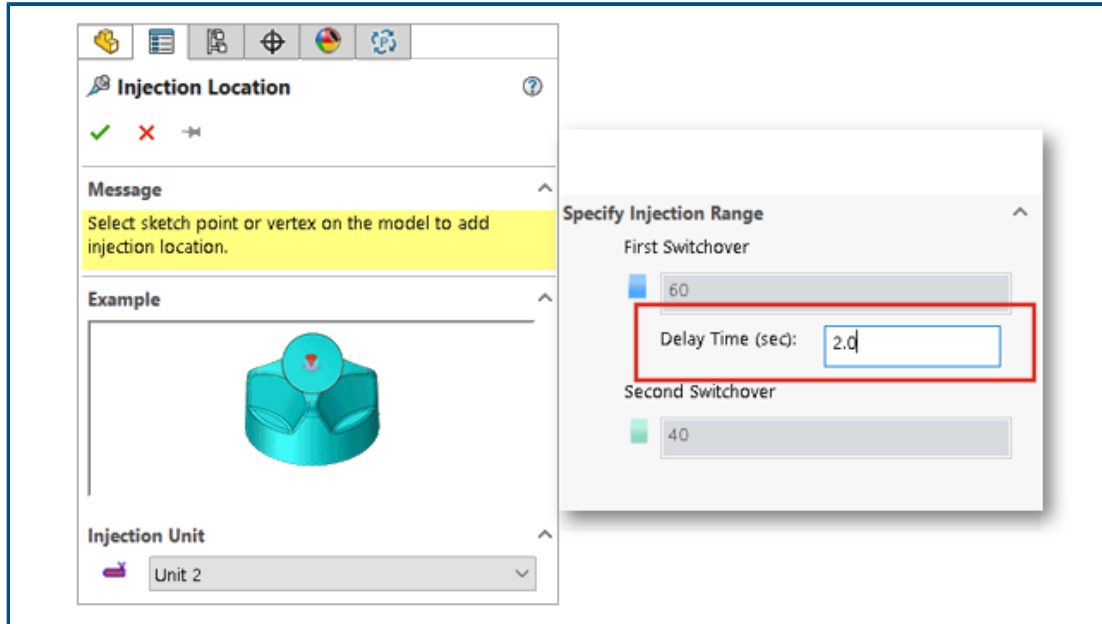 Injection Location
Message
Select sketch point or vertex on the model to add
injection location.
Example
Injection Unit
Unit 2
Specify Injection Range
First Switchover
60
Delay Time (sec): 2.0
Second Switchover
40